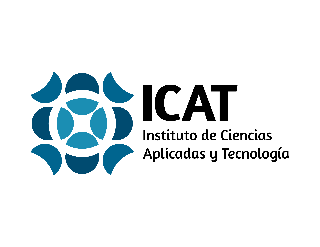 ICAT
Instituto de Ciencias
Aplicadas y Tecnología